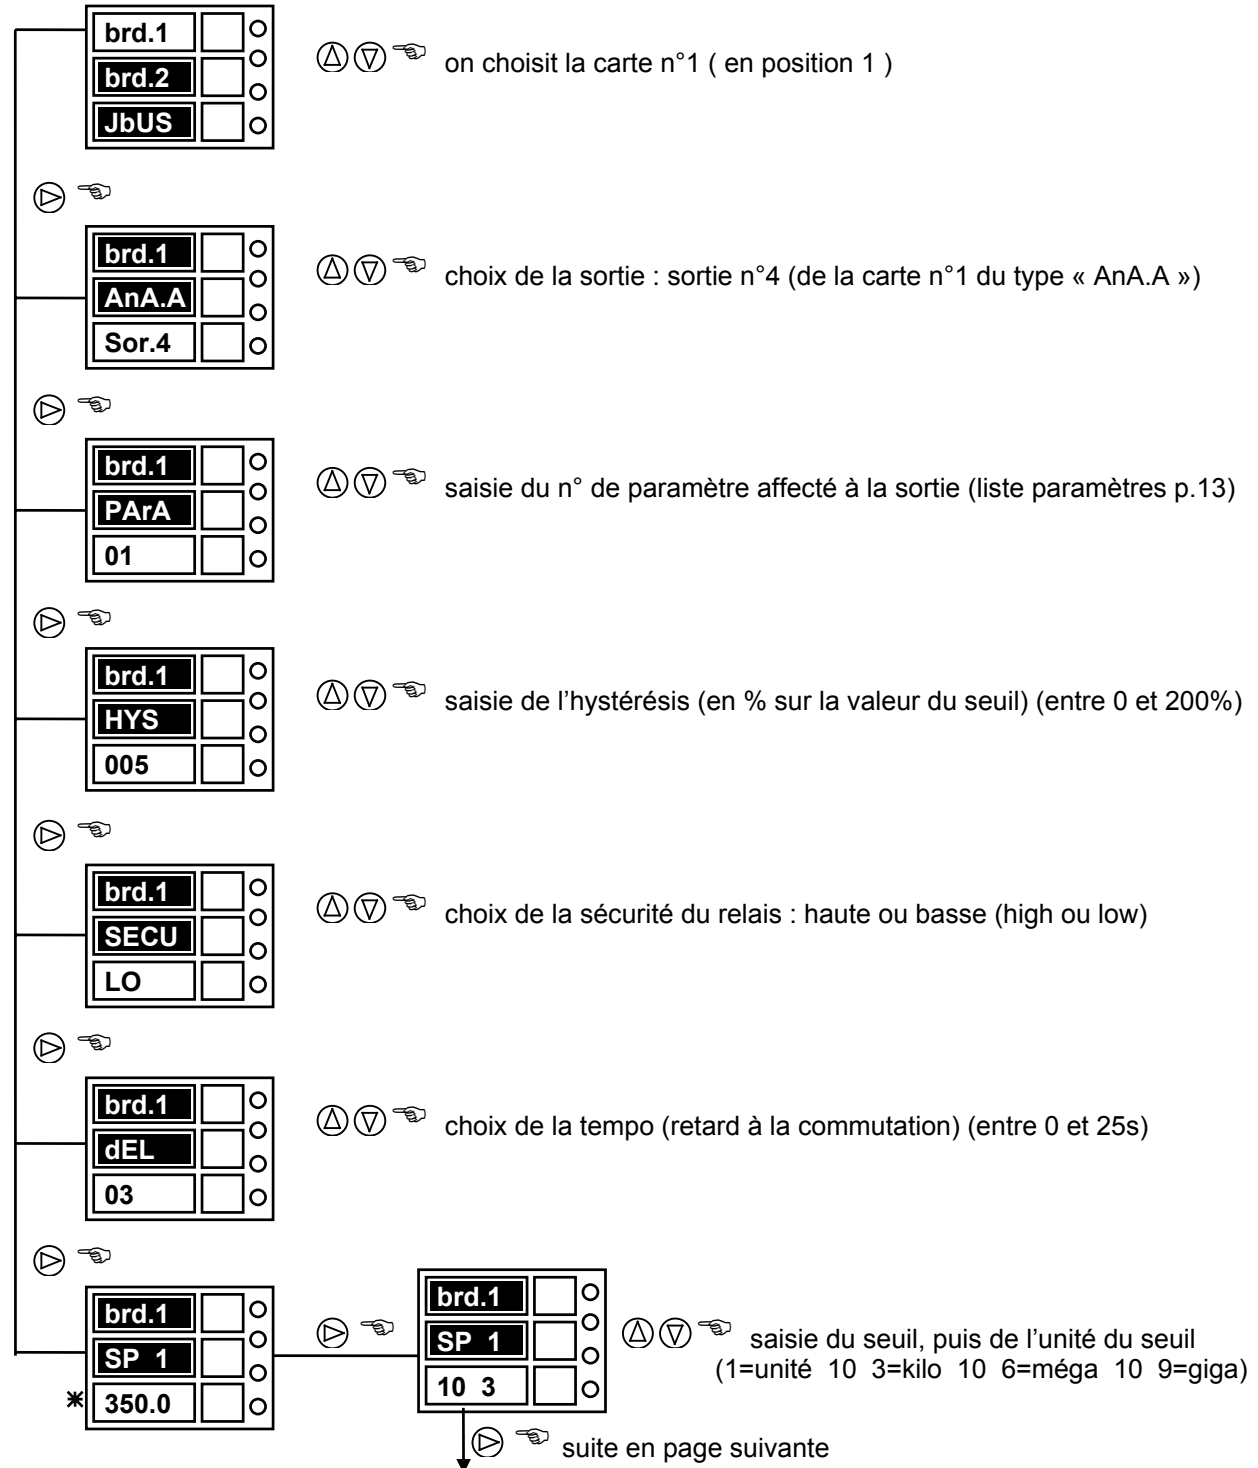 brd.1
brd.2
JbUS
on choisit la carte n°1 ( en position 1 )
brd.1
AnA.A
Sor.4
choix de la sortie : sortie n°4 (de la carte n°1 du type « AnA.A »)
brd.1
PArA
01
saisie du n° de paramètre affecté à la sortie (liste paramètres p.13)
brd.1
HYS
005
saisie de l’hystérésis (en % sur la valeur du seuil) (entre 0 et 200%)
brd.1
SECU
LO
choix de la sécurité du relais : haute ou basse (high ou low)
brd.1
dEL
03
choix de la tempo (retard à la commutation) (entre 0 et 25s)
brd.1
SP 1
* 350.0
brd.1
SP 1
10 3
saisie du seuil, puis de l’unité du seuil
(1=unité 10 3=kilo 10 6=méga 10 9=giga)
suite en page suivante